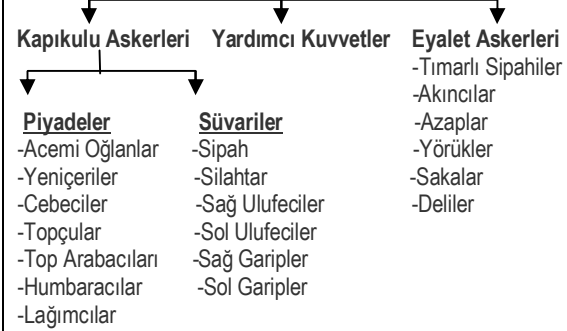 Kapıkulu Askerleri Yardımcı Kuvvetler Eyalet Askerleri
-Tımarlı Sipahiler
-Akıncılar
-Azaplar
-Yörükler
-Sakalar
-Deliler
Piyadeler
-Acemi Oğlanlar
-Yeniçeriler
-Cebeciler
-Topçular
-Top Arabacıları
-Humbaracılar
-Lağımcılar
Süvariler
-Sipah
-Silahtar
-Sağ Ulufeciler
-Sol Ulufeciler
-Sağ Garipler
-Sol Garipler